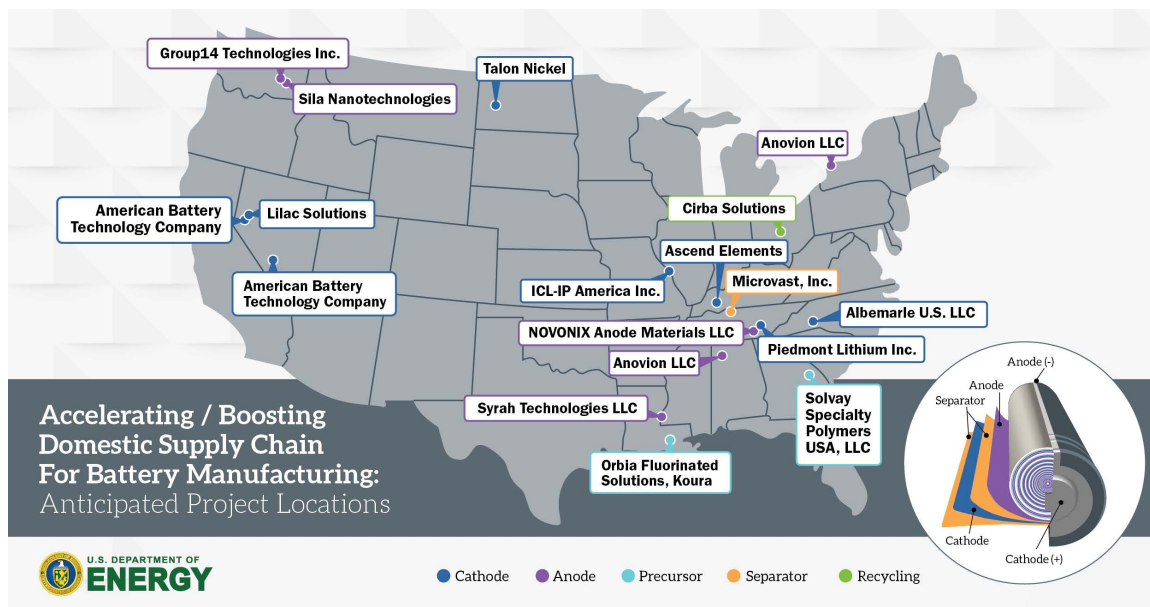 Group14 Technologies Inc.
Sila Nanotechnologies
Talon Nickel
Anovion LLC
American Battery
Technology Company
Lilac Solutions
Cirba Solutions
Ascend Elements
American Battery
Technology Company
ICL-IP America Inc.
Microvast, Inc.
Albemarle U.S. LLC
NOVONIX Anode Materials LLC
Piedmont Lithium Inc.
Anovion LLC
Syrah Technologies LLC
Solvay
Specialty
Polymers
USA, LLC
Orbia Fluorinated
Solutions, Koura
Accelerating / Boosting
Domestic Supply Chain
For Battery Manufacturing:
Anticipated Project Locations
Anode (-)
Anode
Separator
Cathode
Cathode (+)
U.S. DEPARTMENT OF
ENERGY
Cathode
Anode
Precursor
Separator
Recycling